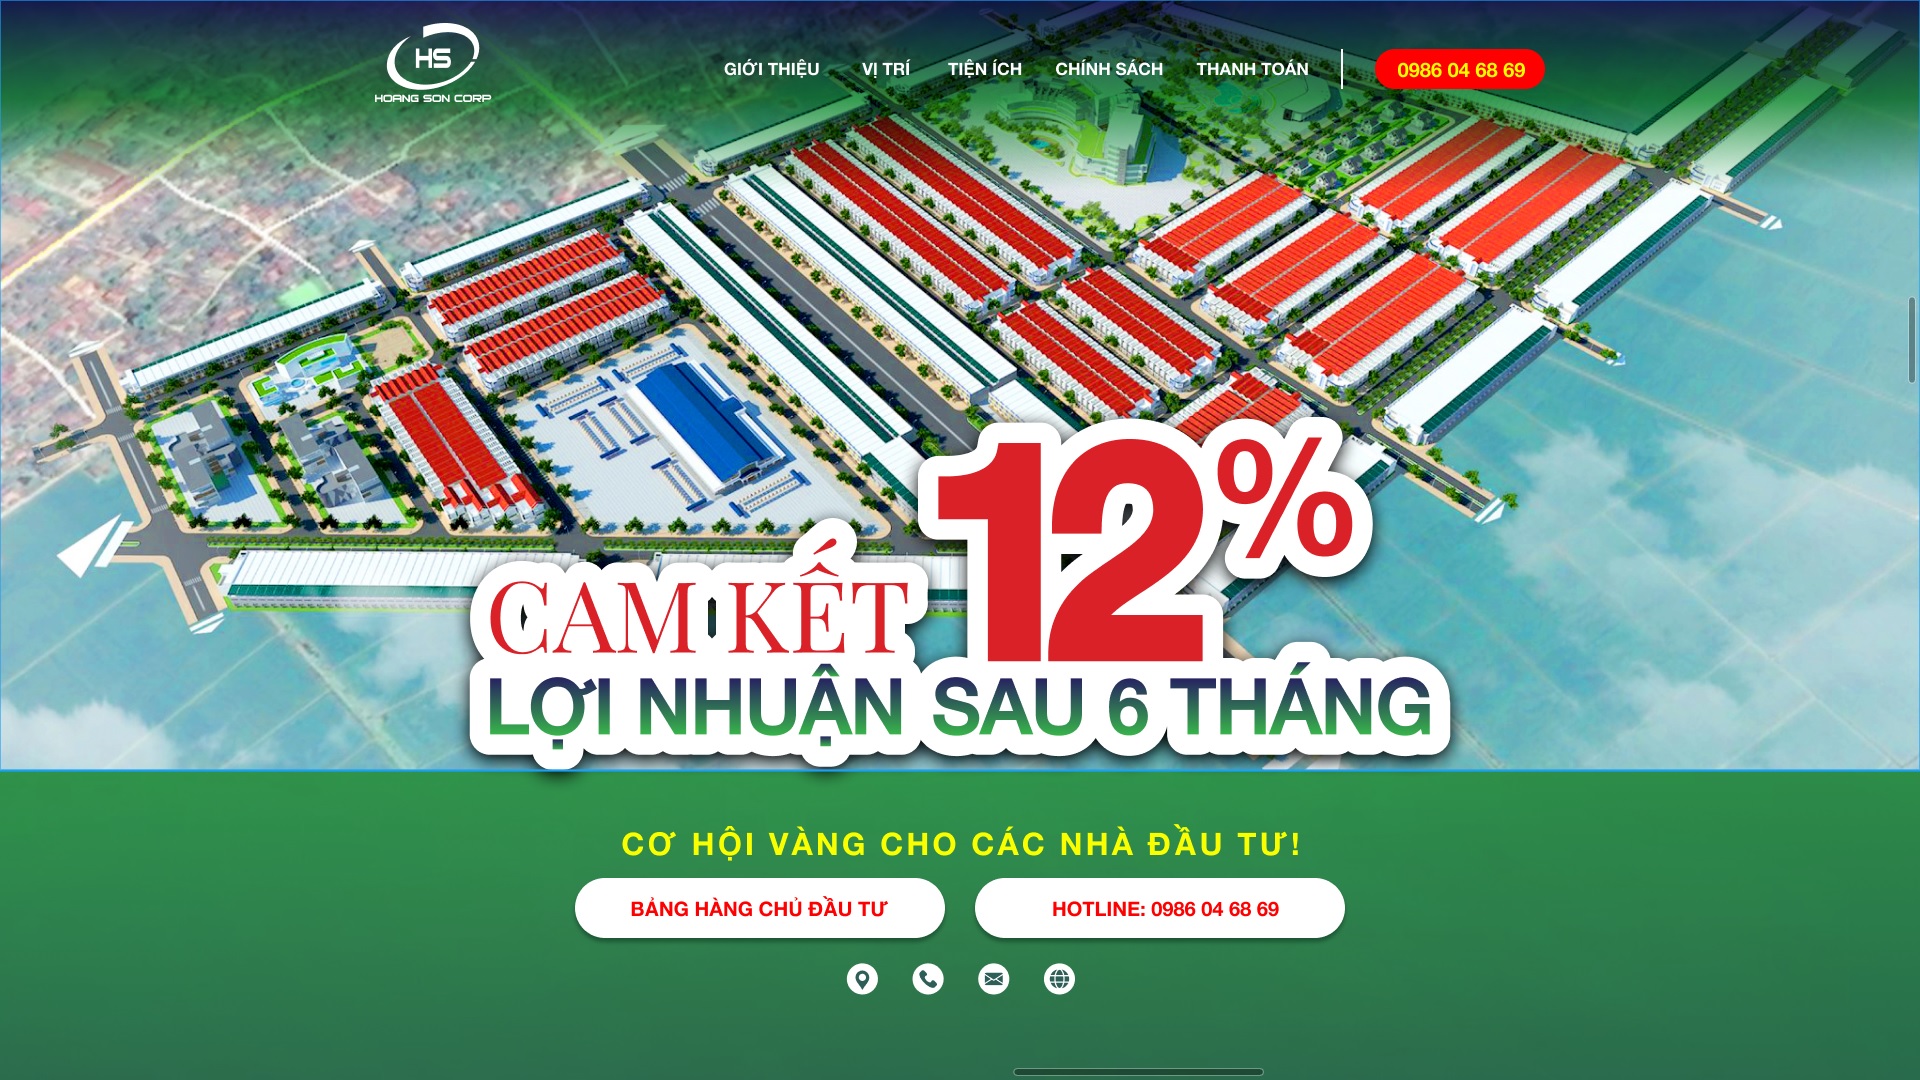 HS
HOANG SON CORP
GIỚI THIỆU VỊ TRÍ TIỆN ÍCH CHÍNH SÁCH THANH TOÁN 0986 04 68 69
CAM KẾT 12%
LỢI NHUẬN SAU 6 THÁNG
CƠ HỘI VÀNG CHO CÁC NHÀ ĐẦU TƯ!
BẢNG HÀNG CHỦ ĐẦU TƯ HOTLINE: 0986 04 68 69